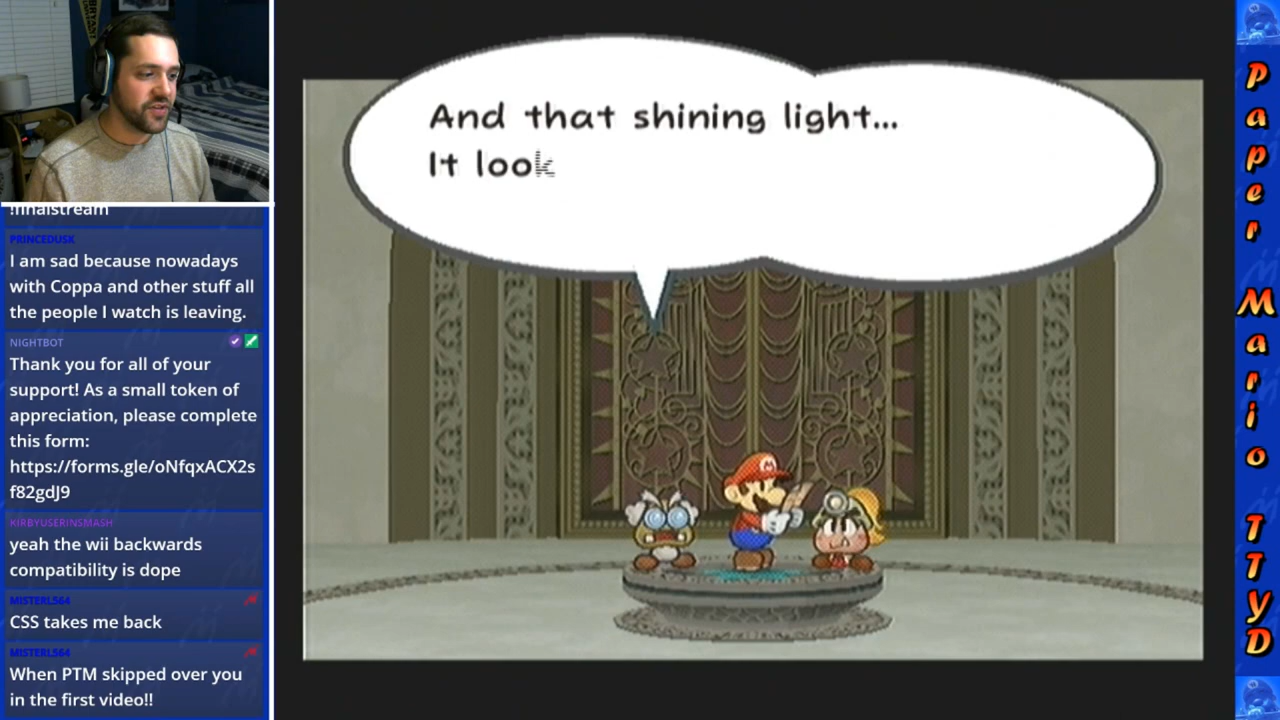 And that shining light...
It look
!finalstream
PRINCEDUSK
I am sad because nowadays
with Coppa and other stuff all
the people I watch is leaving.
NIGHTBOT
Thank you for all of your
support! As a small token of
appreciation, please complete
this form:
https://forms.gle/oNfqxACX2s
f82gdJ9
KIRBYUSERINSMASH
yeah the wii backwards
compatibility is dope
MISTERL564
CSS takes me back
MISTERL564
When PTM skipped over you
in the first video!!
Paper Mario TTYD